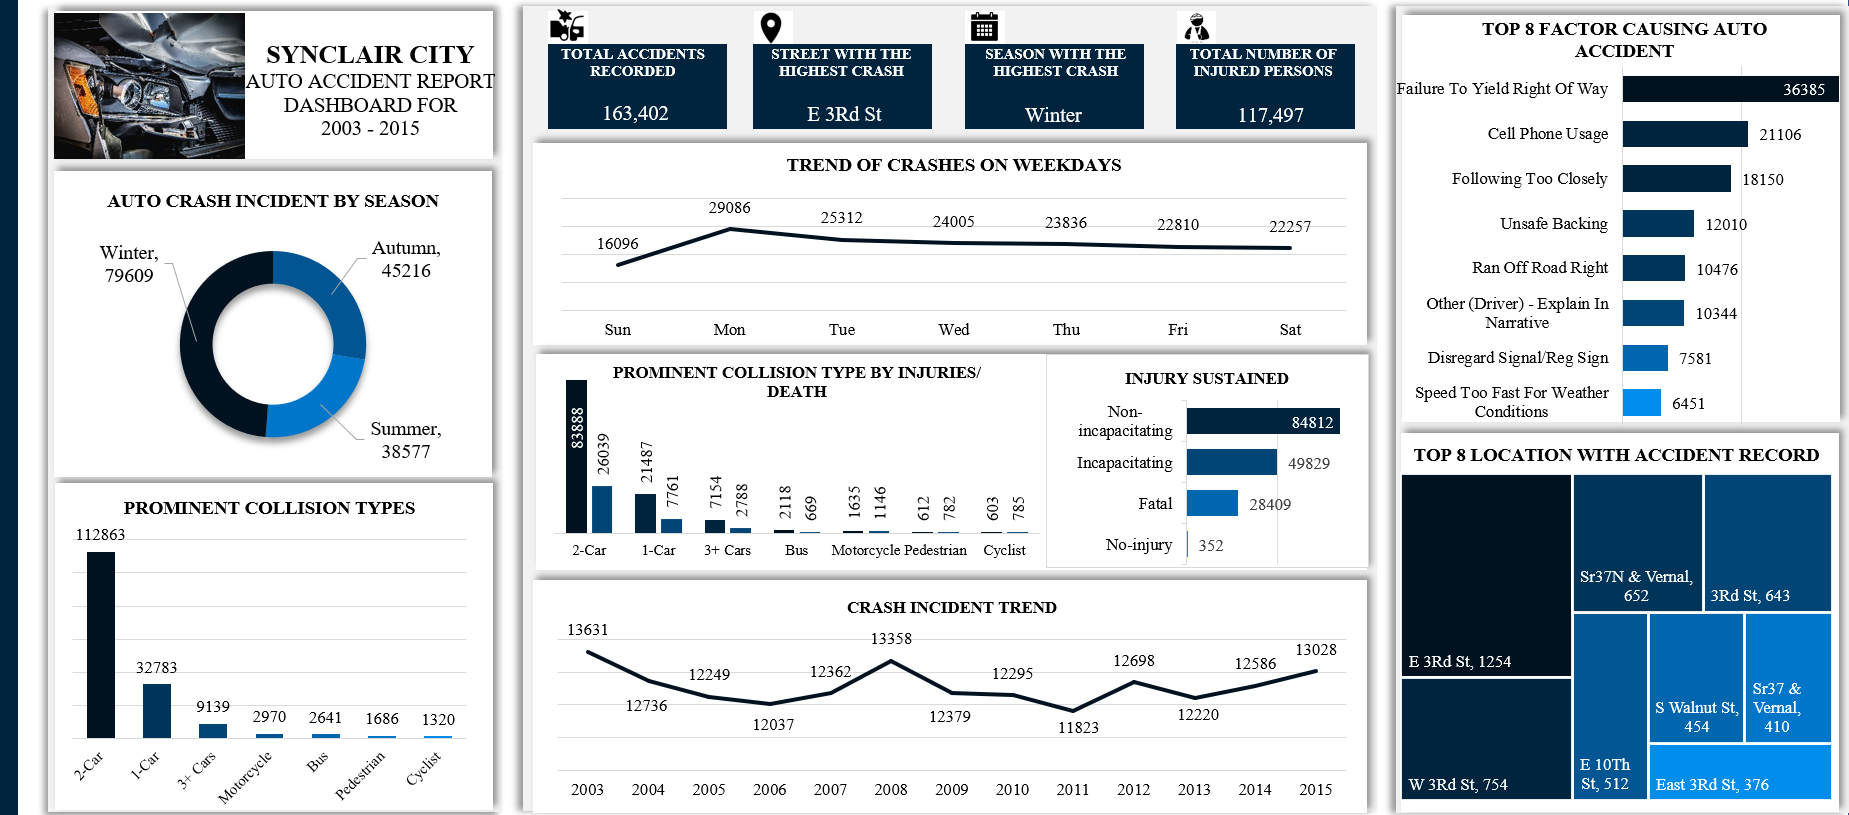 SYNCLAIR CITY
AUTO ACCIDENT REPORT
DASHBOARD FOR
2003 - 2015
AUTO CRASH INCIDENT BY SEASON
Winter,
79609
Autumn,
45216
Summer,
38577
PROMINENT COLLISION TYPES
112863
32783
9139
2970
2641
1686
1320
2-Car
1-Car
3+ Cars
Motorcycle
Bus
Pedestrian
Cyclist
TOTAL ACCIDENTS
RECORDED
163,402
STREET WITH THE
HIGHEST CRASH
E 3Rd St
SEASON WITH THE
HIGHEST CRASH
Winter
TOTAL NUMBER OF
INJURED PERSONS
117,497
TREND OF CRASHES ON WEEKDAYS
16096
29086
25312
24005
23836
22810
22257
Sun
Mon
Tue
Wed
Thu
Fri
Sat
PROMINENT COLLISION TYPE BY INJURIES/
DEATH
83888
26039
21487
7761
7154
2788
2118
669
1635
1146
612
782
603
785
2-Car
1-Car
3+ Cars
Bus
Motorcycle
Pedestrian
Cyclist
INJURY SUSTAINED
Non-
incapacitating
84812
Incapacitating
49829
Fatal
28409
No-injury
352
CRASH INCIDENT TREND
13631
12736
12249
12037
12362
13358
12379
12295
11823
12698
12220
12586
13028
2003
2004
2005
2006
2007
2008
2009
2010
2011
2012
2013
2014
2015
TOP 8 FACTOR CAUSING AUTO
ACCIDENT
Failure To Yield Right Of Way
36385
Cell Phone Usage
21106
Following Too Closely
18150
Unsafe Backing
12010
Ran Off Road Right
10476
Other (Driver) - Explain In
Narrative
10344
Disregard Signal/Reg Sign
7581
Speed Too Fast For Weather
Conditions
6451
TOP 8 LOCATION WITH ACCIDENT RECORD
E 3Rd St, 1254
W 3Rd St, 754
Sr37N & Vernal,
652
3Rd St, 643
E 10Th
St, 512
S Walnut St,
454
Sr37 &
Vernal,
410
East 3Rd St, 376